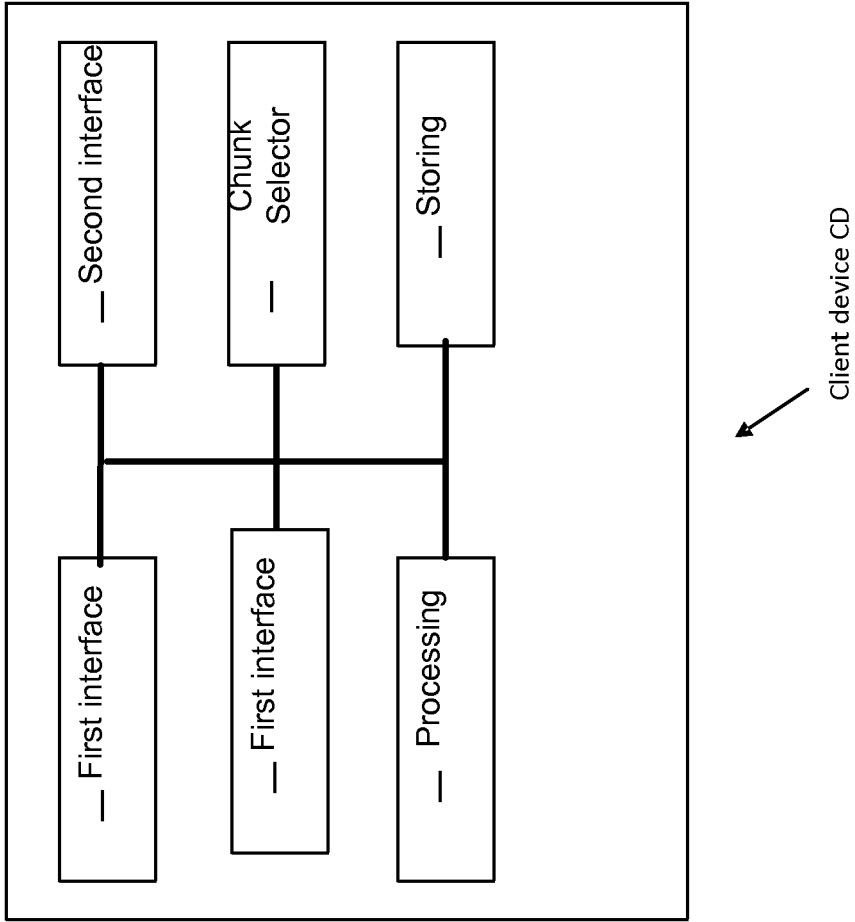 — First interface
— Second interface
— First interface
Chunk
— Selector
— Processing
— Storing
Client device CD